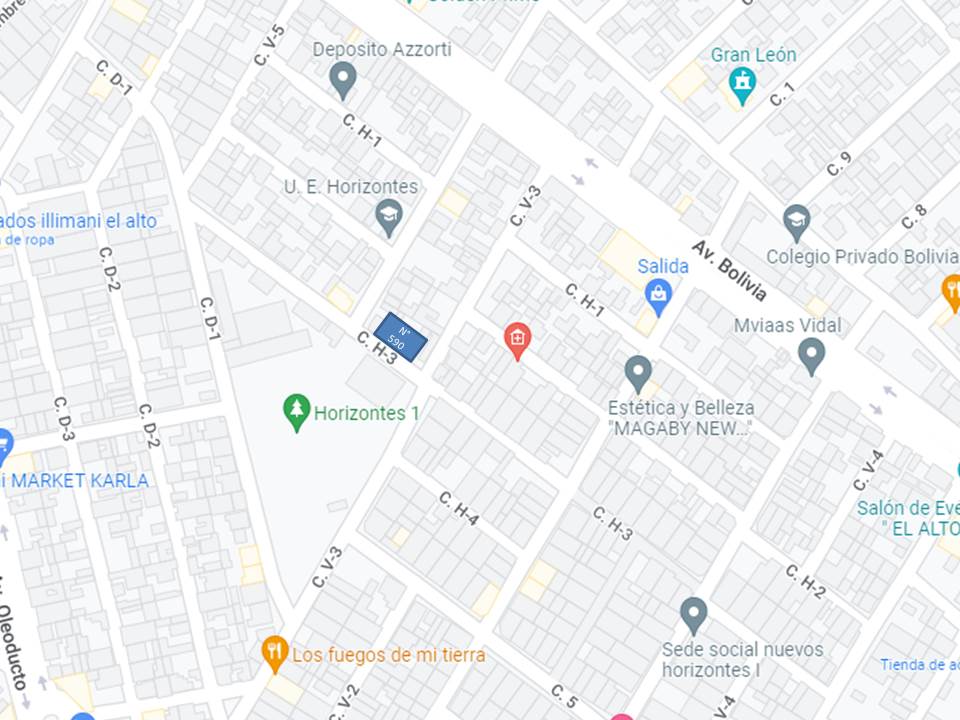 C. V-5
Deposito Azzorti
Gran León
C. D-1
C. 1
C. H-1
C. 9
U. E. Horizontes
C. V-3
ados illimani el alto
de ropa
C. 8
Av. Bolivia
Colegio Privado Bolivia
Salida
C. D-2
C. H-1
C. D-1
Mviaas Vidal
N°
590
C. H-3
Horizontes 1
Estética y Belleza
"MAGABY NEW..."
C. D-3
C. D-2
C. V-4
i MARKET KARLA
Salón de Eve
" EL ALTO
C. H-4
C. H-3
C. V-3
C. H-2
Av. Oleoducto
Los fuegos de mi tierra
Sede social nuevos
horizontes I
Tienda de ac
C. V-2
C. 5
V-4